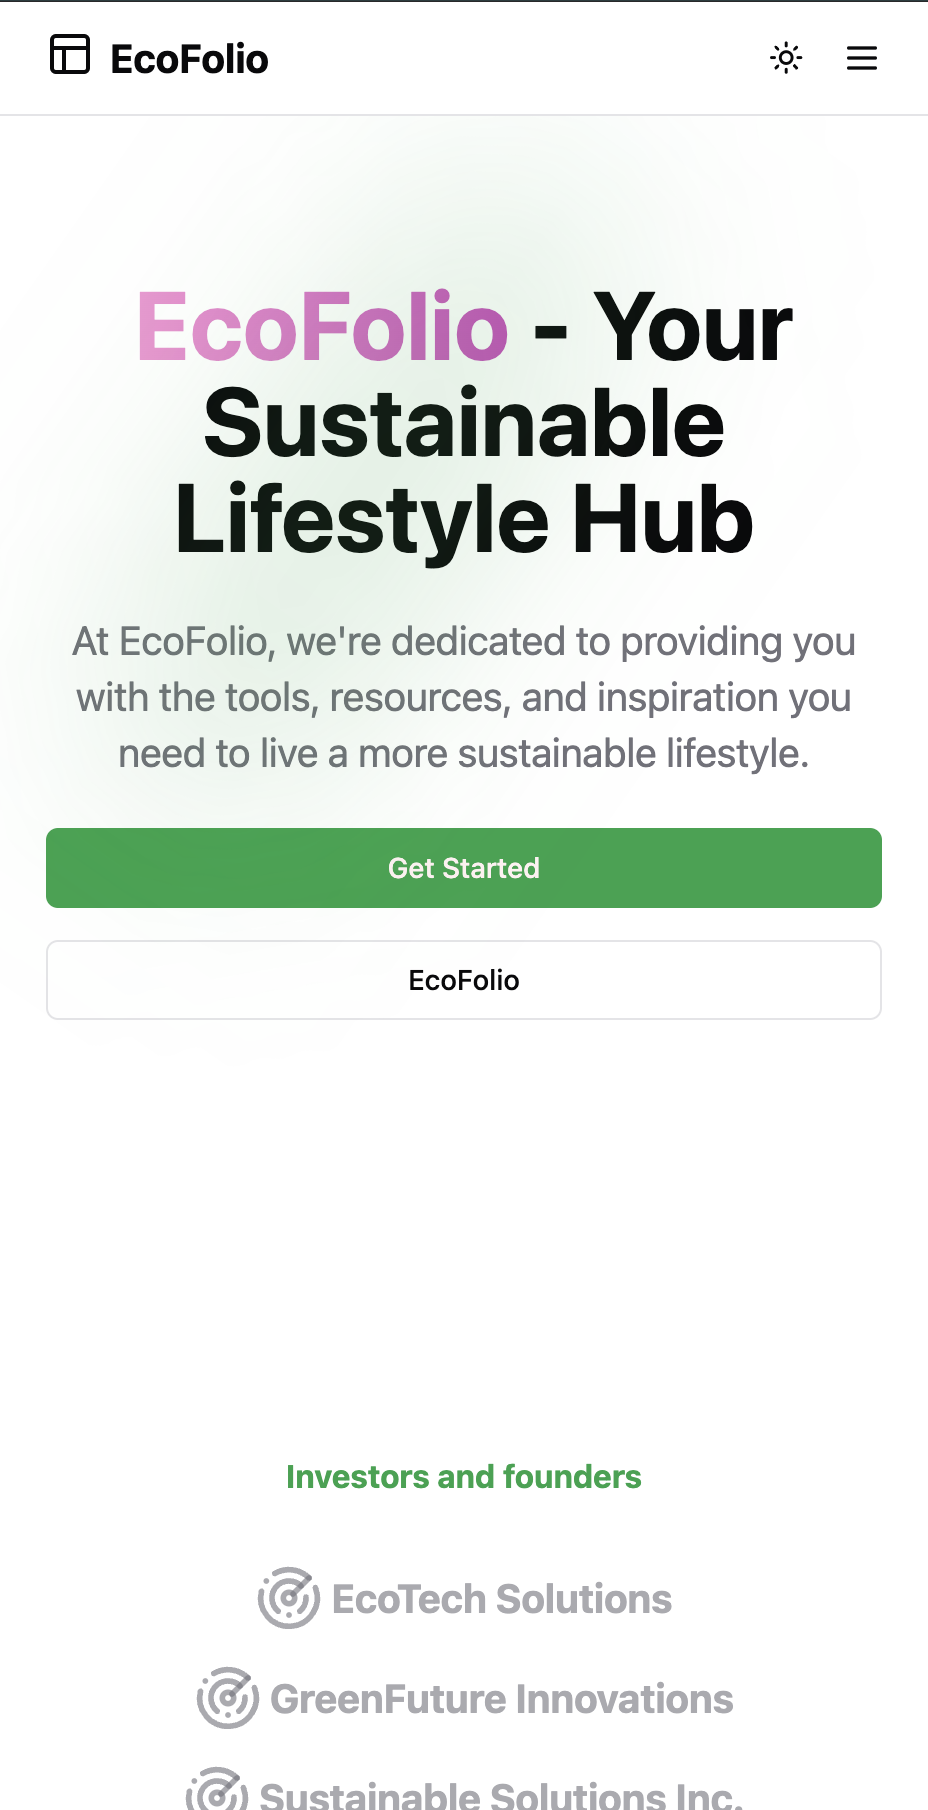 EcoFolio
EcoFolio - Your
Sustainable
Lifestyle Hub
At EcoFolio, we're dedicated to providing you
with the tools, resources, and inspiration you
need to live a more sustainable lifestyle.
Get Started
EcoFolio
Investors and founders
EcoTech Solutions
GreenFuture Innovations
Sustainable Solutions Inc.